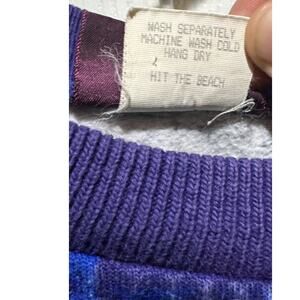 WASH SEPARATELY
MACHINE WASH COLD
HANG DRY
HIT THE BEACH